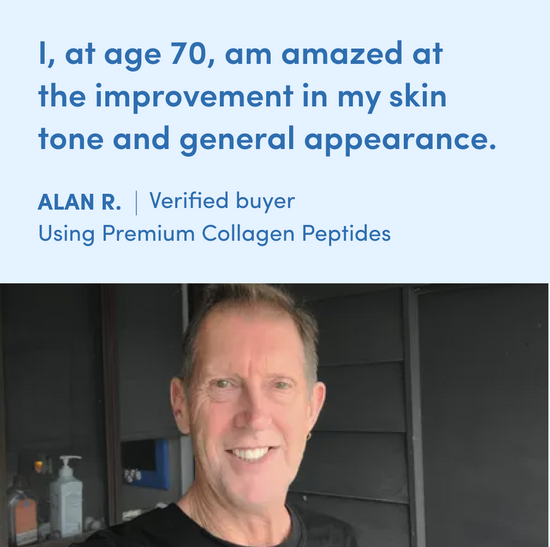 I, at age 70, am amazed at
the improvement in my skin
tone and general appearance.
ALAN R. | Verified buyer
Using Premium Collagen Peptides